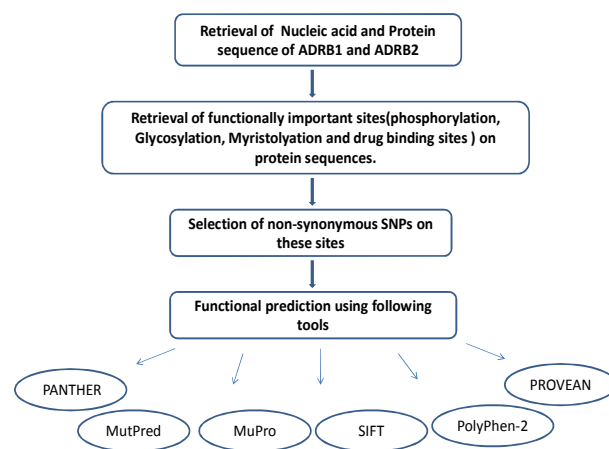 Retrieval of Nucleic acid and Protein
sequence of ADRB1 and ADRB2
Retrieval of functionally important sites(phosphorylation,
Glycosylation, Myristolyation and drug binding sites ) on
protein sequences.
Selection of non-synonymous SNPs on
these sites
Functional prediction using following
tools
PANTHER
MutPred
MuPro
SIFT
PolyPhen-2
PROVEAN